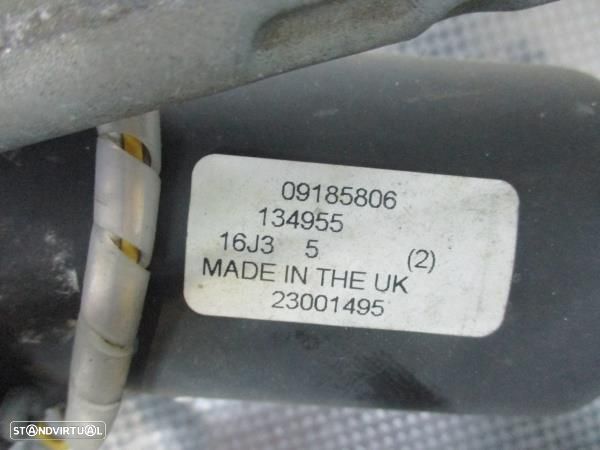 09185806
134955
16J3 5 (2)
MADE IN THE UK
23001495
STANDVIRTUAL